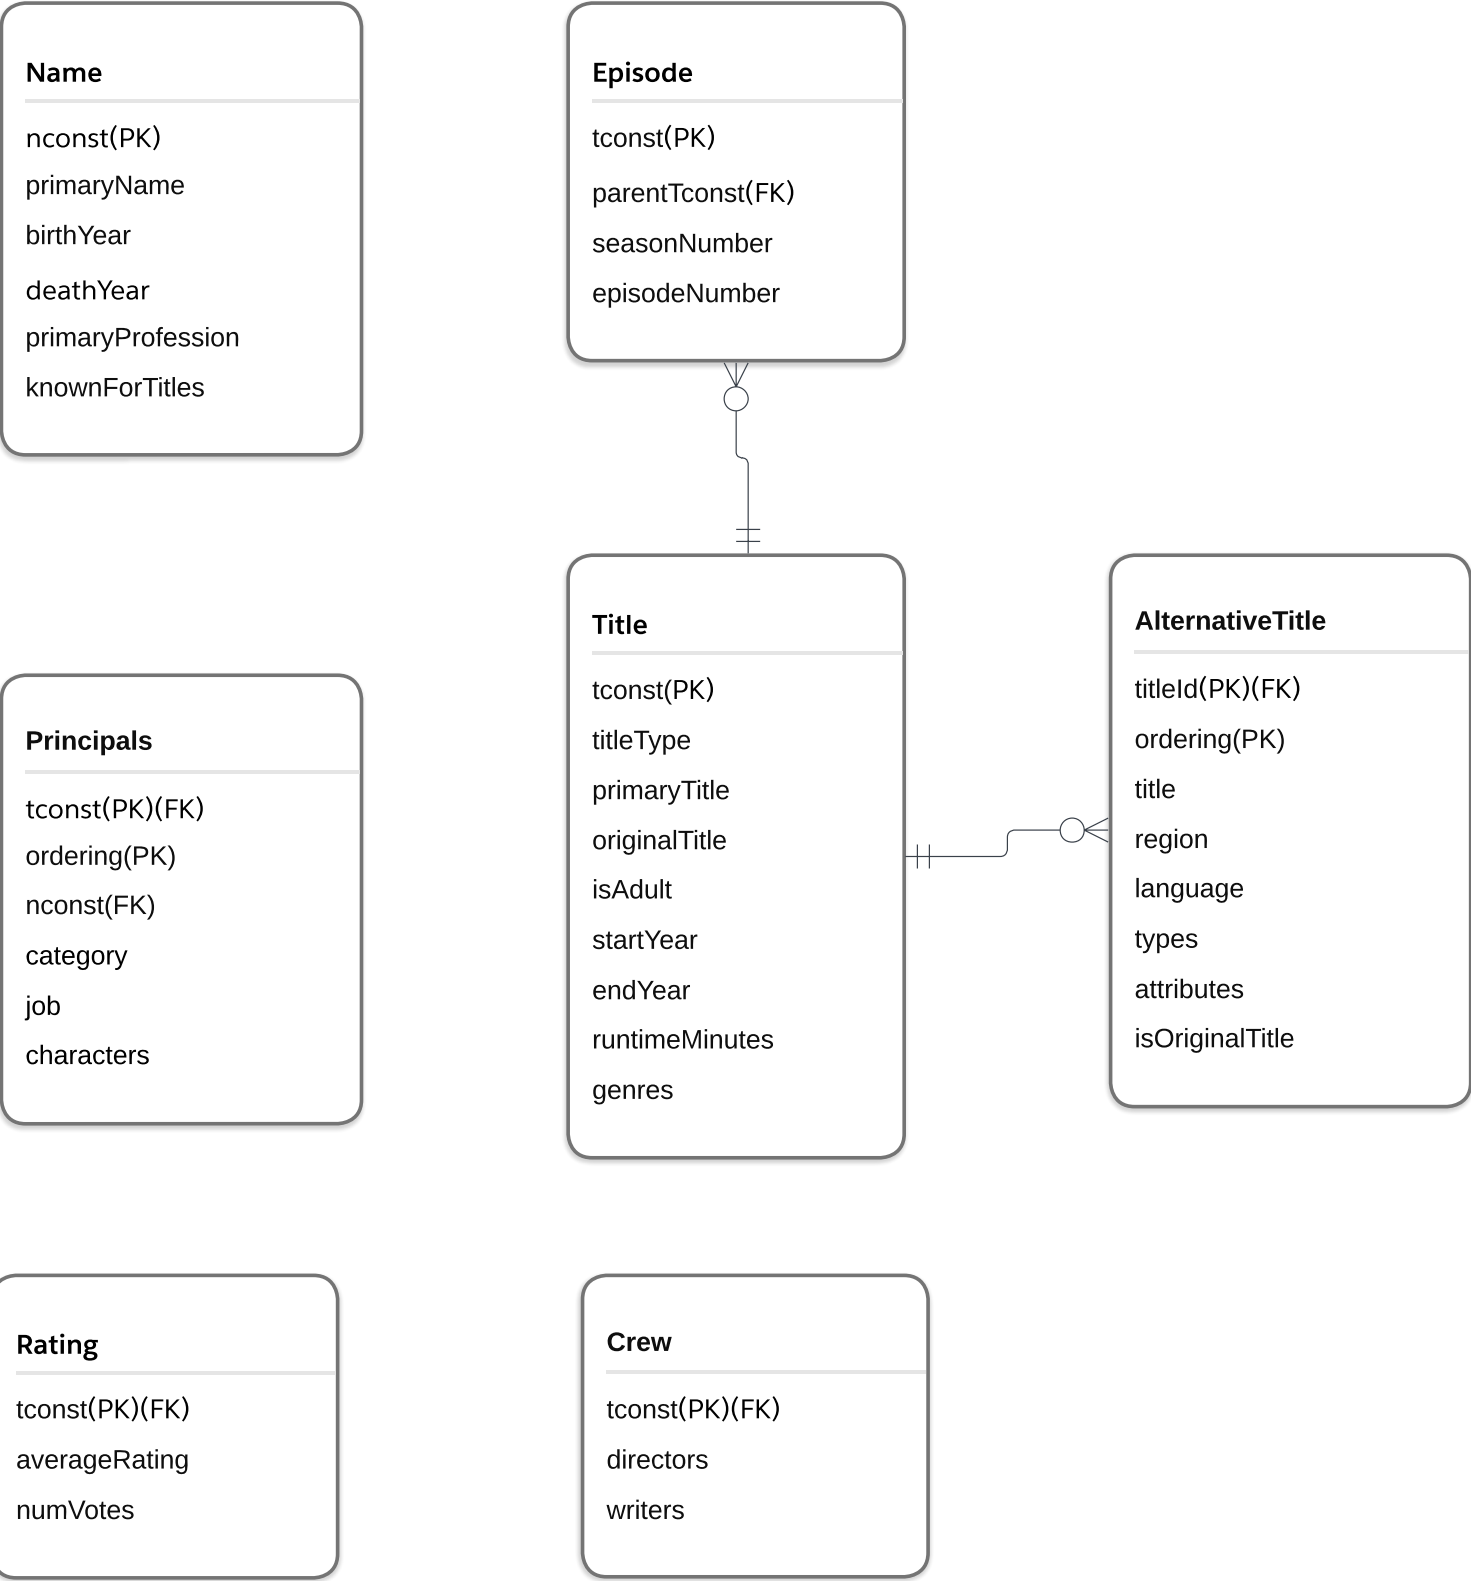 Name
nconst(PK)
primaryName
birthYear
deathYear
primaryProfession
knownForTitles
Episode
tconst(PK)
parentTconst(FK)
seasonNumber
episodeNumber
Principals
tconst(PK)(FK)
ordering(PK)
nconst(FK)
category
job
characters
Title
tconst(PK)
titleType
primaryTitle
originalTitle
isAdult
startYear
endYear
runtimeMinutes
genres
AlternativeTitle
titleId(PK)(FK)
ordering(PK)
title
region
language
types
attributes
isOriginalTitle
Rating
tconst(PK)(FK)
averageRating
numVotes
Crew
tconst(PK)(FK)
directors
writers